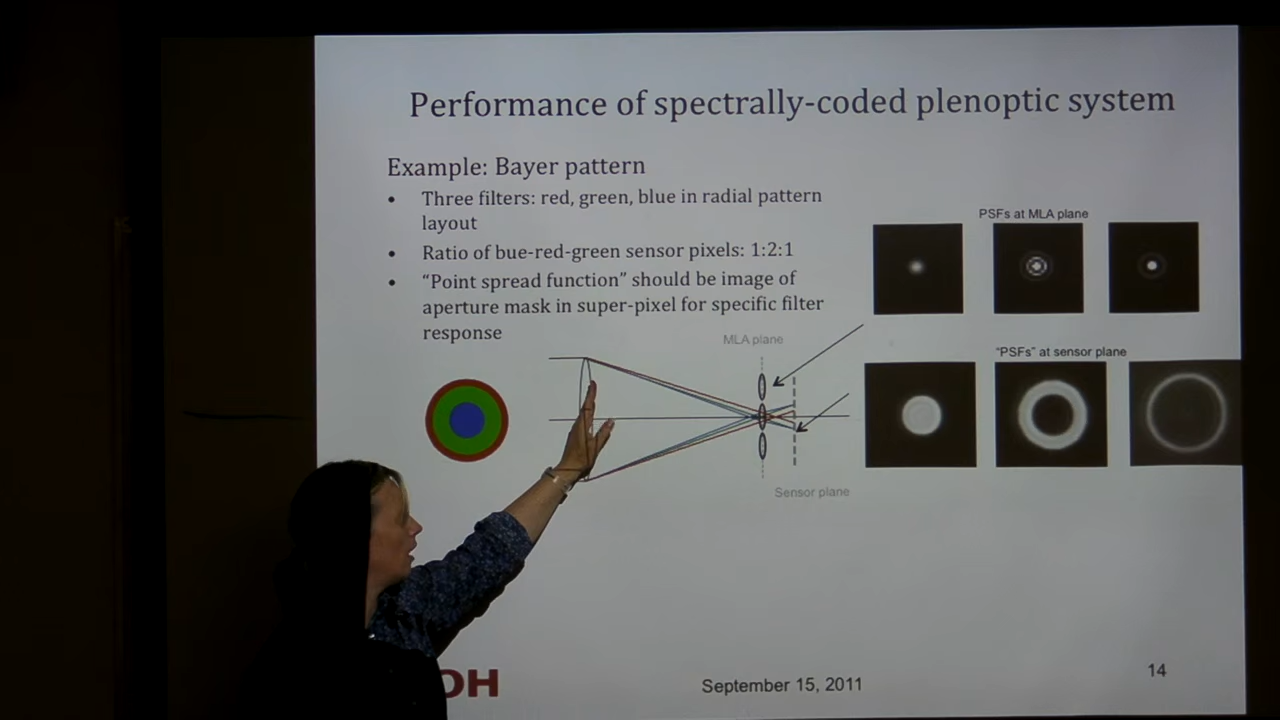 Performance of spectrally-coded plenoptic system
Example: Bayer pattern
• Three filters: red, green, blue in radial pattern
layout
• Ratio of bue-red-green sensor pixels: 1:2:1
• “Point spread function” should be image of
aperture mask in super-pixel for specific filter
response
PSFs at MLA plane
MLA plane
“PSFs” at sensor plane
Sensor plane
OH
September 15, 2011
14